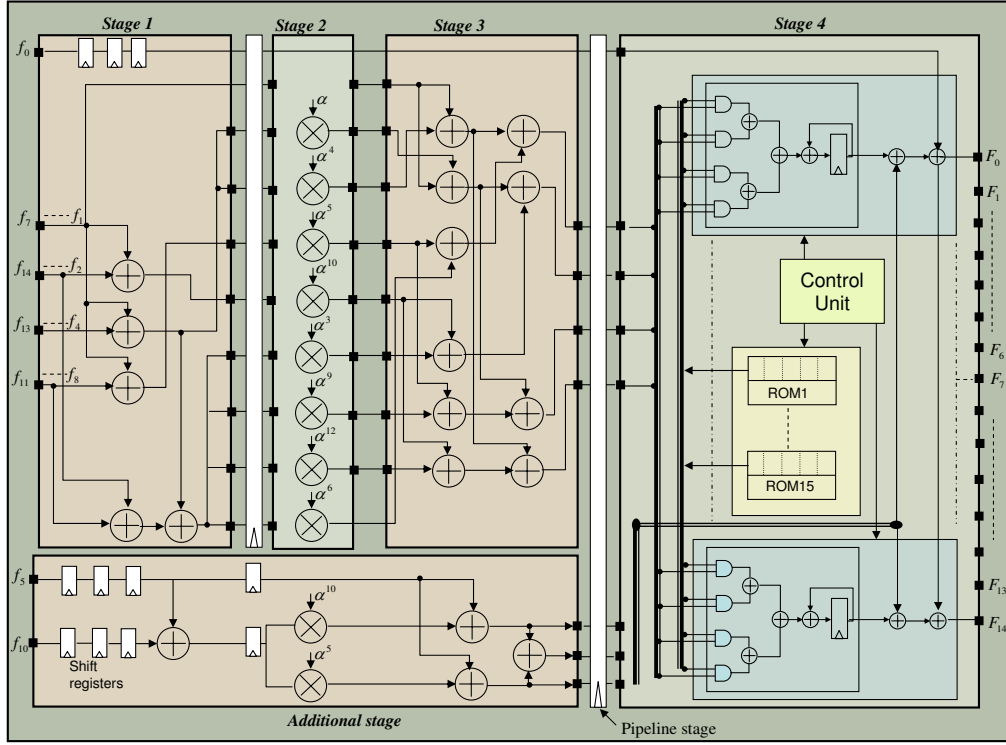 Stage 1
Stage 2
Stage 3
Stage 4
f0
α
α4
α5
α10
α3
α9
α12
α6
f7 f1
f14 f2
f13 f4
f11 f8
F0
F1
F6
F7
F13
F14
Control
Unit
ROM1
ROM15
f5
f10
Shift
registers
α10
α5
Additional stage
Pipeline stage